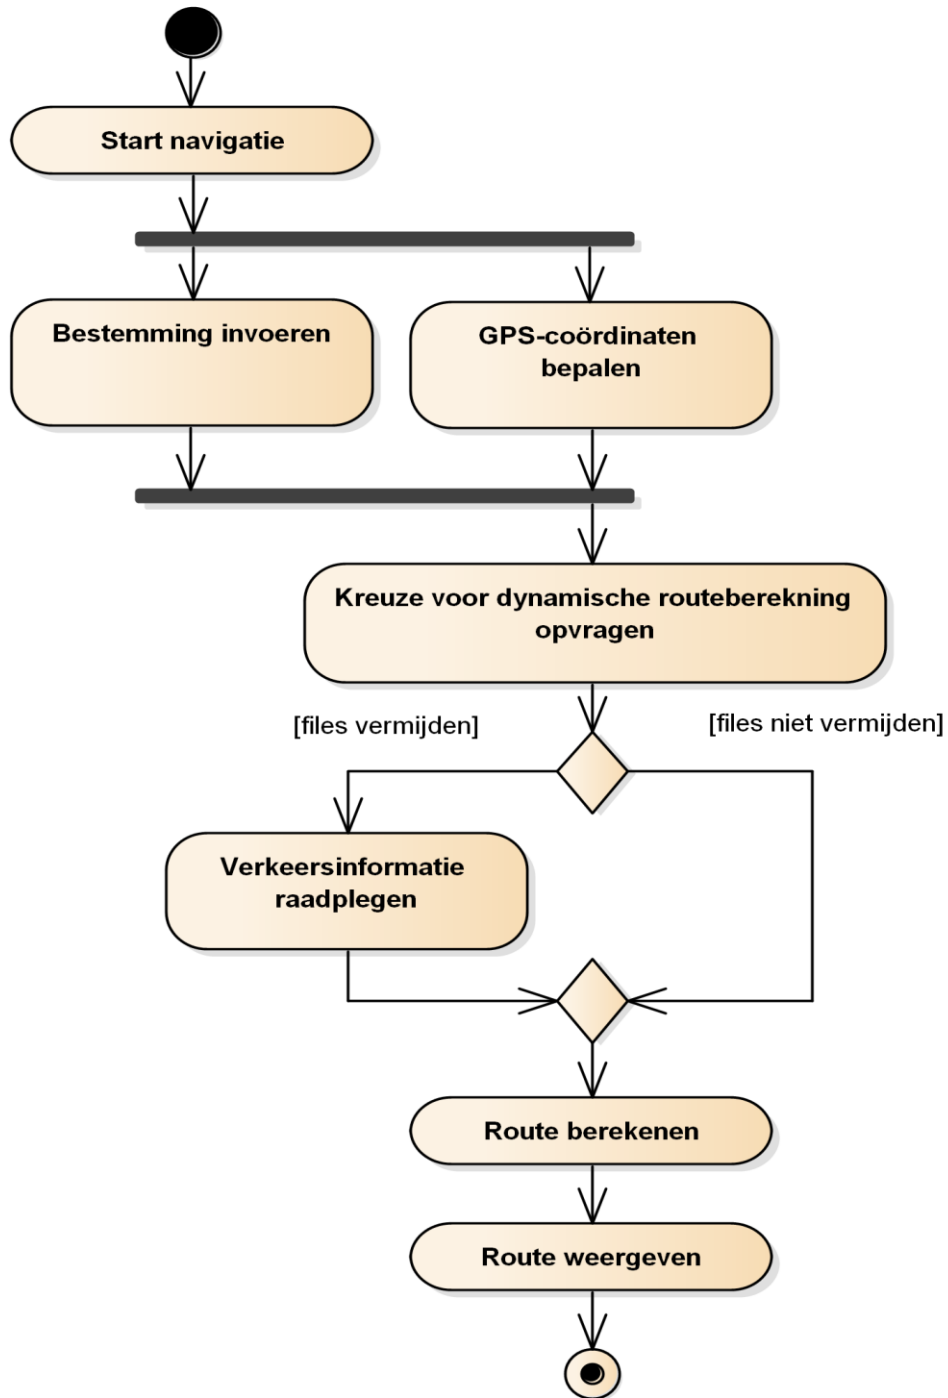 Start navigatie
Bestemming invoeren
GPS-coördinaten
bepalen
Kreuze voor dynamische routeberekning
opvragen
[files vermijden]
[files niet vermijden]
Verkeersinformatie
raadplegen
Route berekenen
Route weergeven